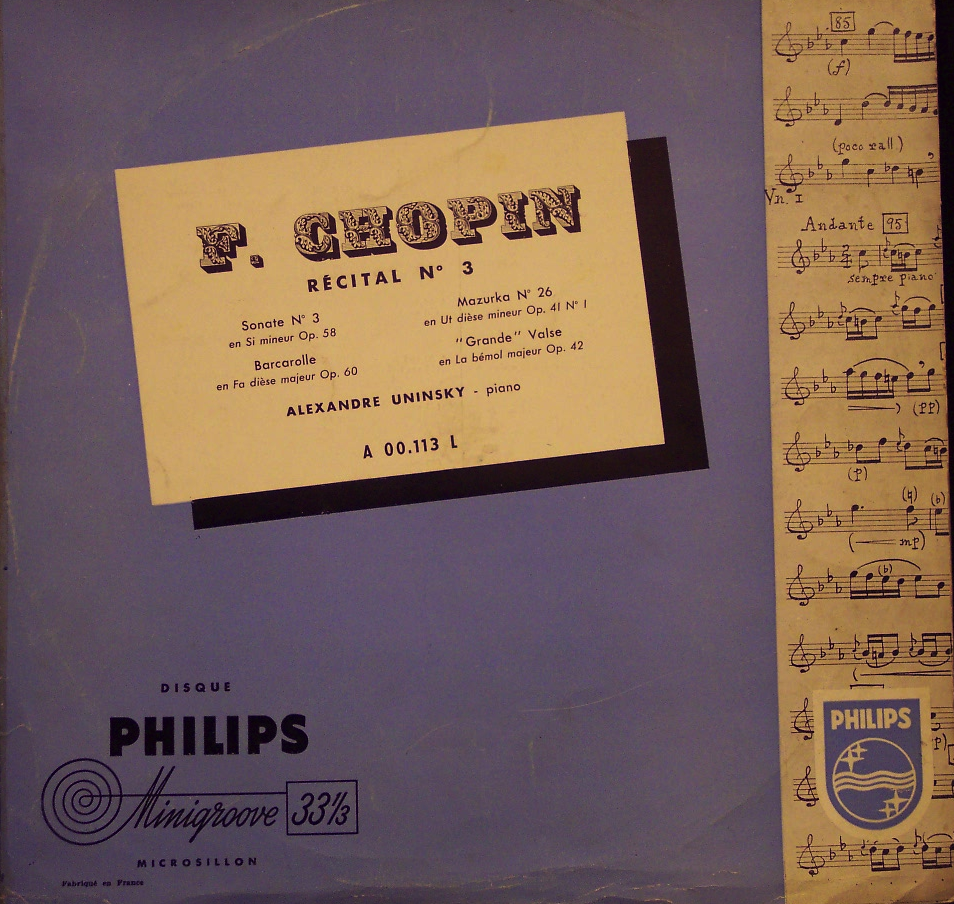 F. CHOPIN
RÉCITAL N° 3
Sonate N° 3
en Si mineur Op. 58
Barcarolle
en Fa dièse majeur Op. 60
Mazurka N° 26
en Ut dièse mineur Op. 41 N° 1
"Grande" Valse
en La bémol majeur Op. 42
ALEXANDRE UNINSKY - piano
A 00.113 L
DISQUE
PHILIPS
Minigroove 33 1/3
MICROSILLON
Fabriqué en France
85
(f)
(poco rall)
Vn. I
Andante 95
sempre piano
(pp)
(p)
mp)
PHILIPS
p)